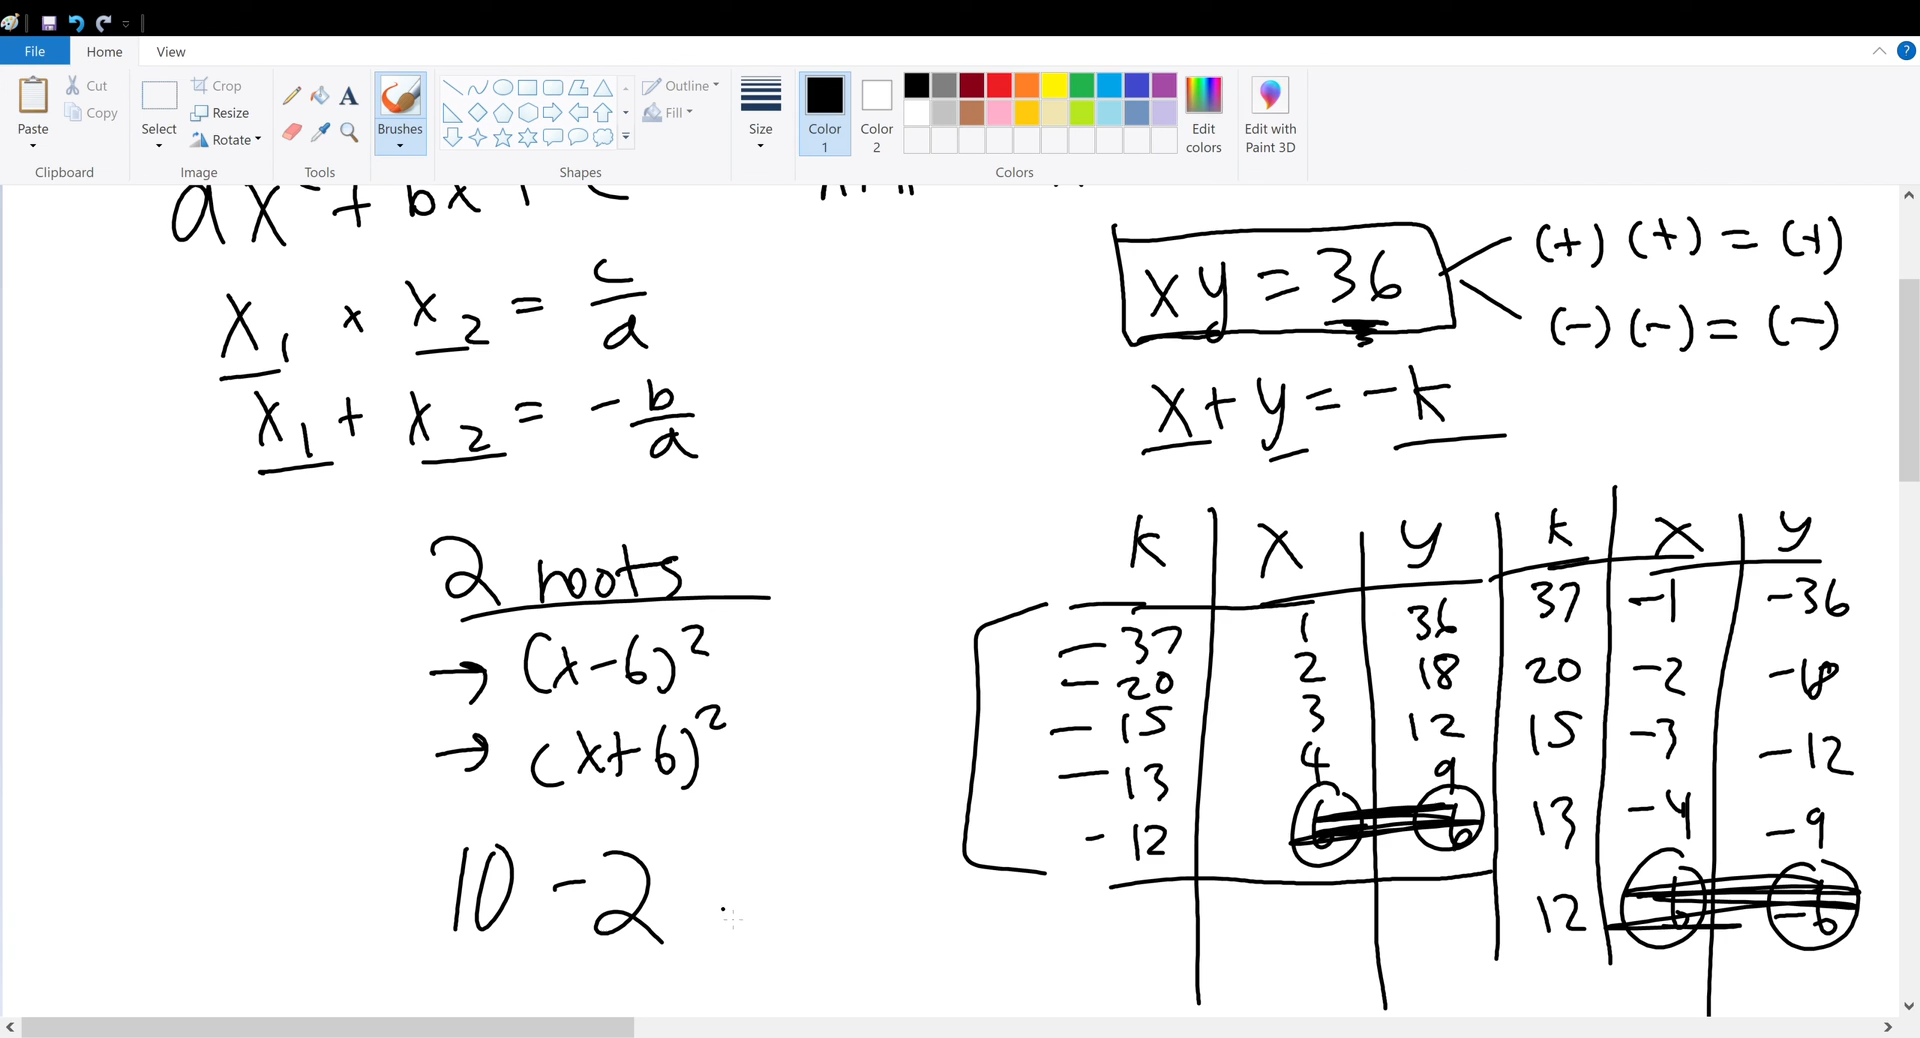 File Home View
Paste
Cut
Copy
Clipboard
Select
Crop
Resize
Rotate
Image
Tools
Brushes
Outline
Fill
Shapes
Size
Color 1
Color 2
Edit colors
Edit with Paint 3D
Colors
ax² + bx + c
x₁ × x₂ = c/a
x₁ + x₂ = -b/a
2 roots
→ (x-6)²
→ (x+6)²
10 - 2
xy = 36
(+) (+) = (+)
(-) (-) = (-)
x + y = -k
k x y
-37 1 36
-20 2 18
-15 3 12
-13 4 9
-12 6 6
k x y
37 -1 -36
20 -2 -18
15 -3 -12
13 -4 -9
12 -6